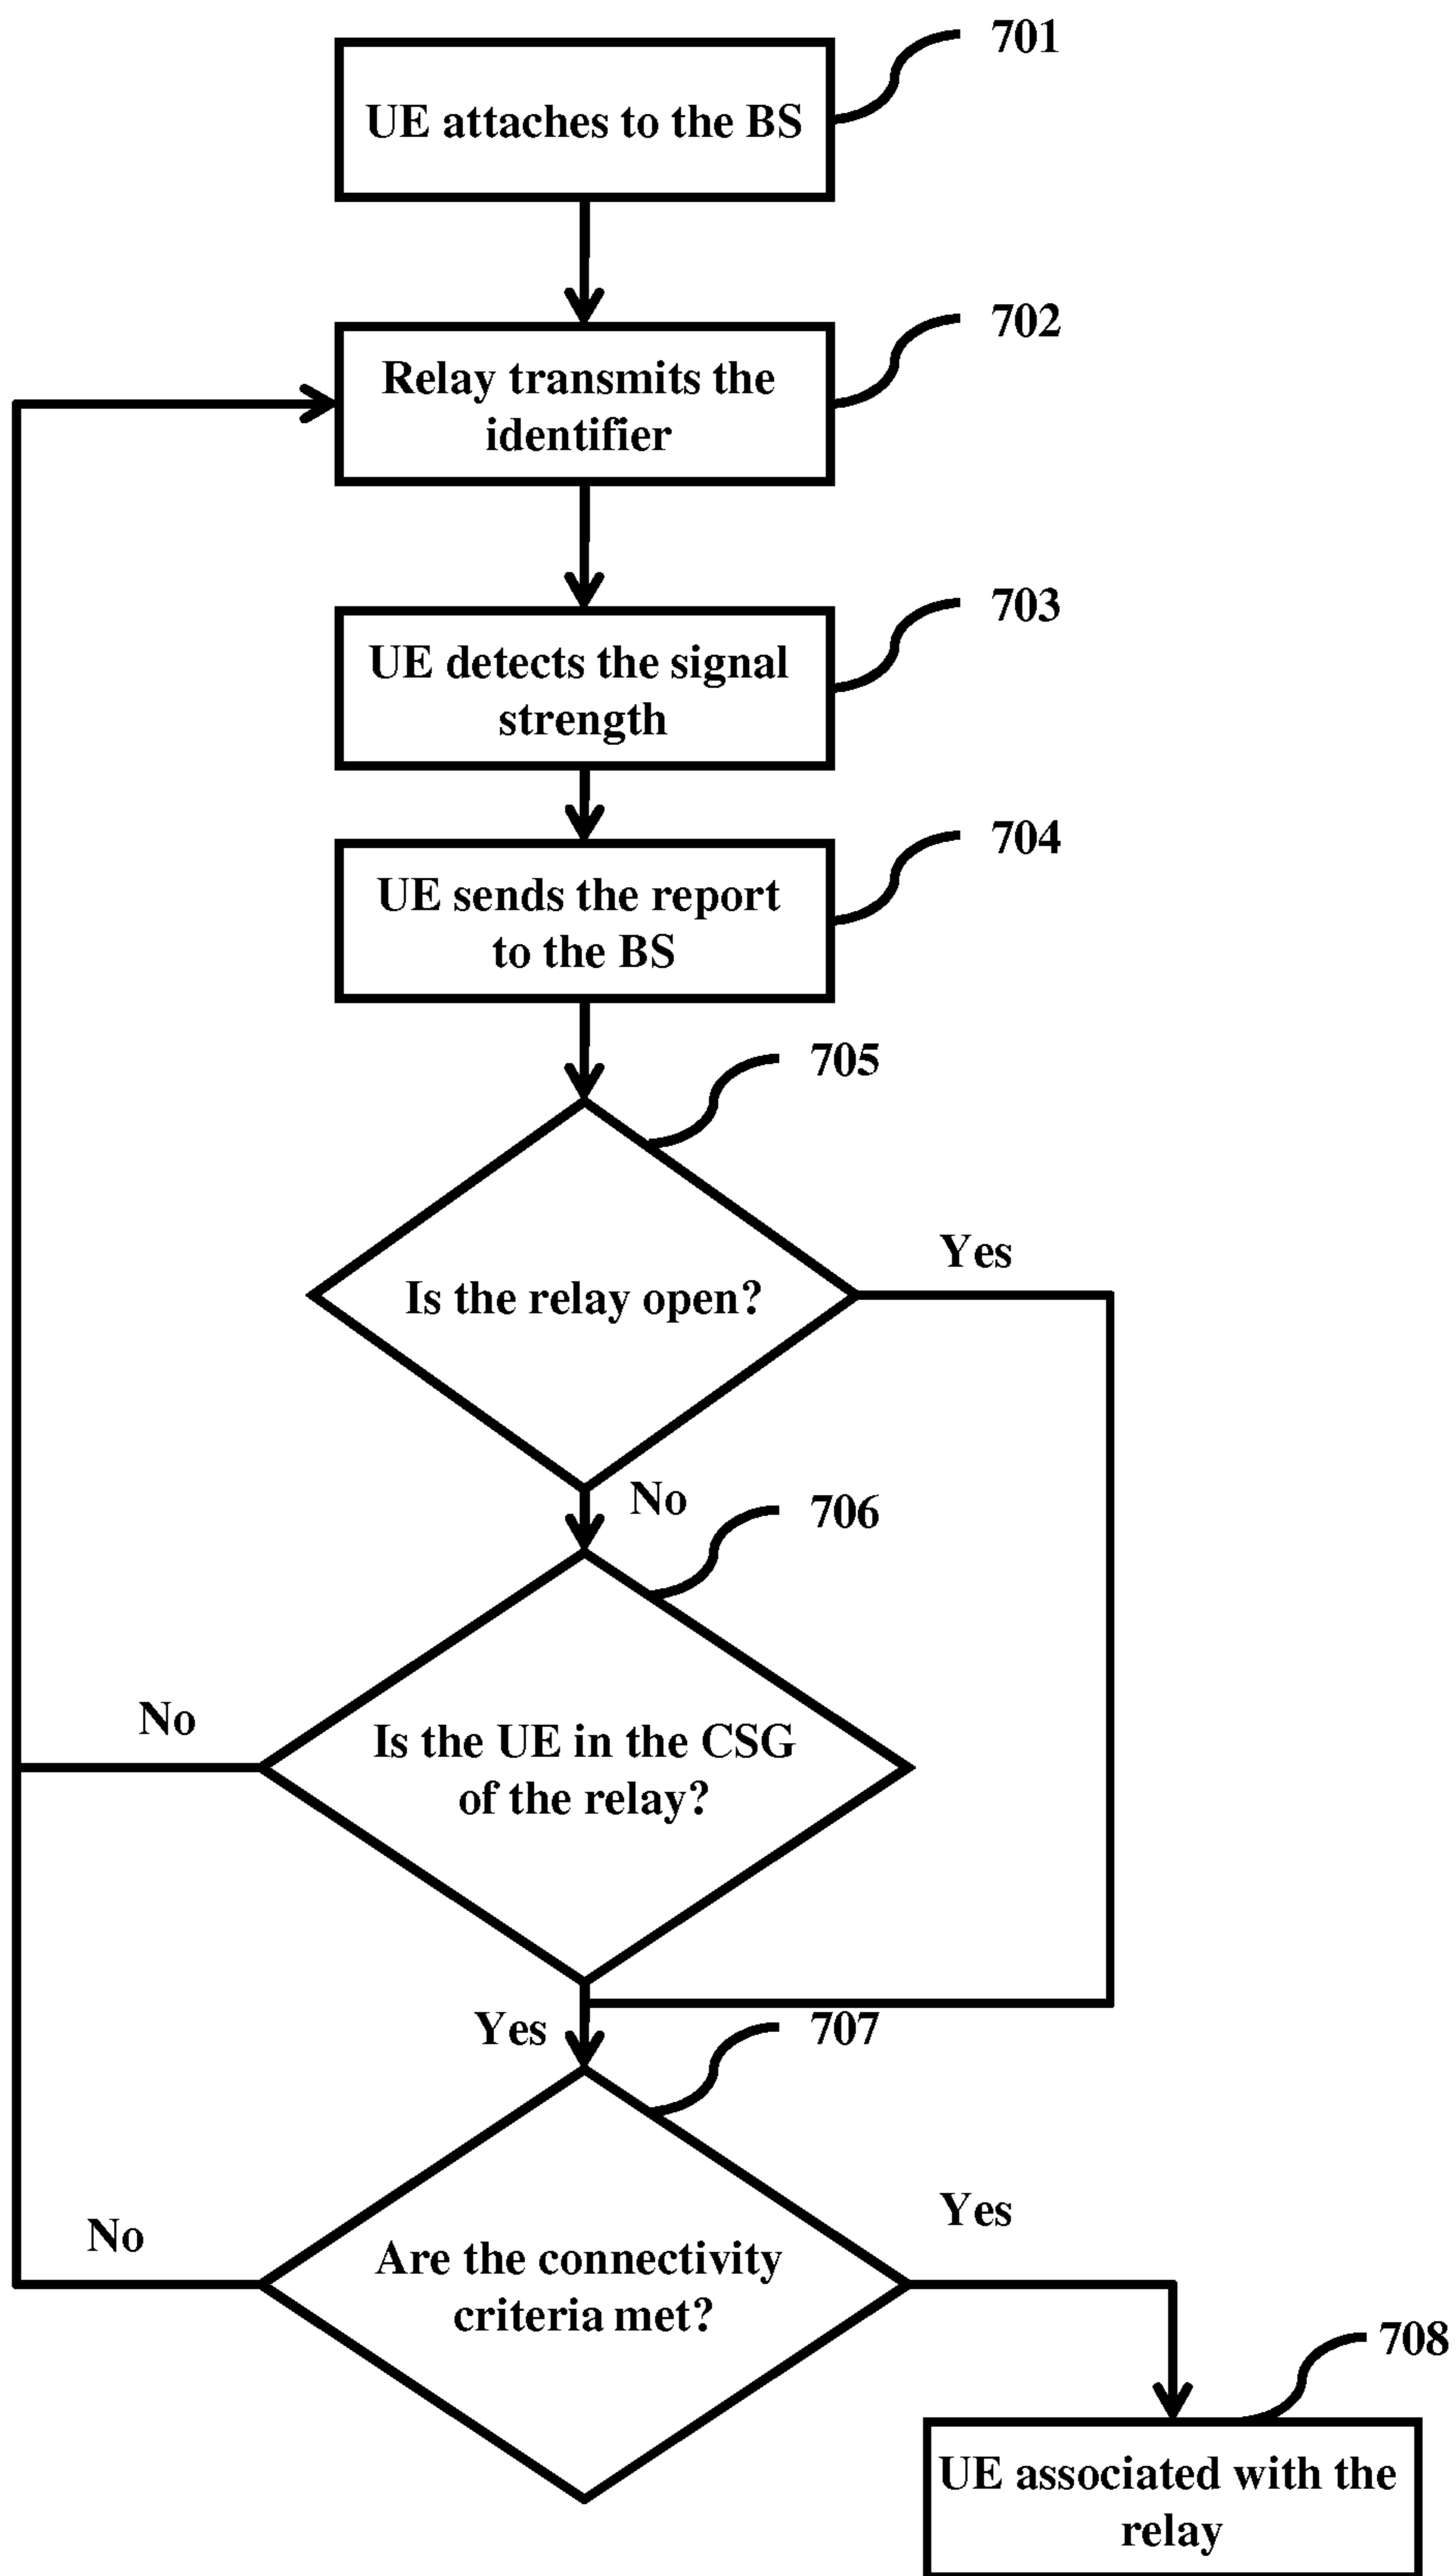 701
UE attaches to the BS
702
Relay transmits the
identifier
703
UE detects the signal
strength
704
UE sends the report
to the BS
705
Yes
Is the relay open?
No
706
No
Is the UE in the CSG
of the relay?
Yes
707
No
Yes
Are the connectivity
criteria met?
708
UE associated with the
relay